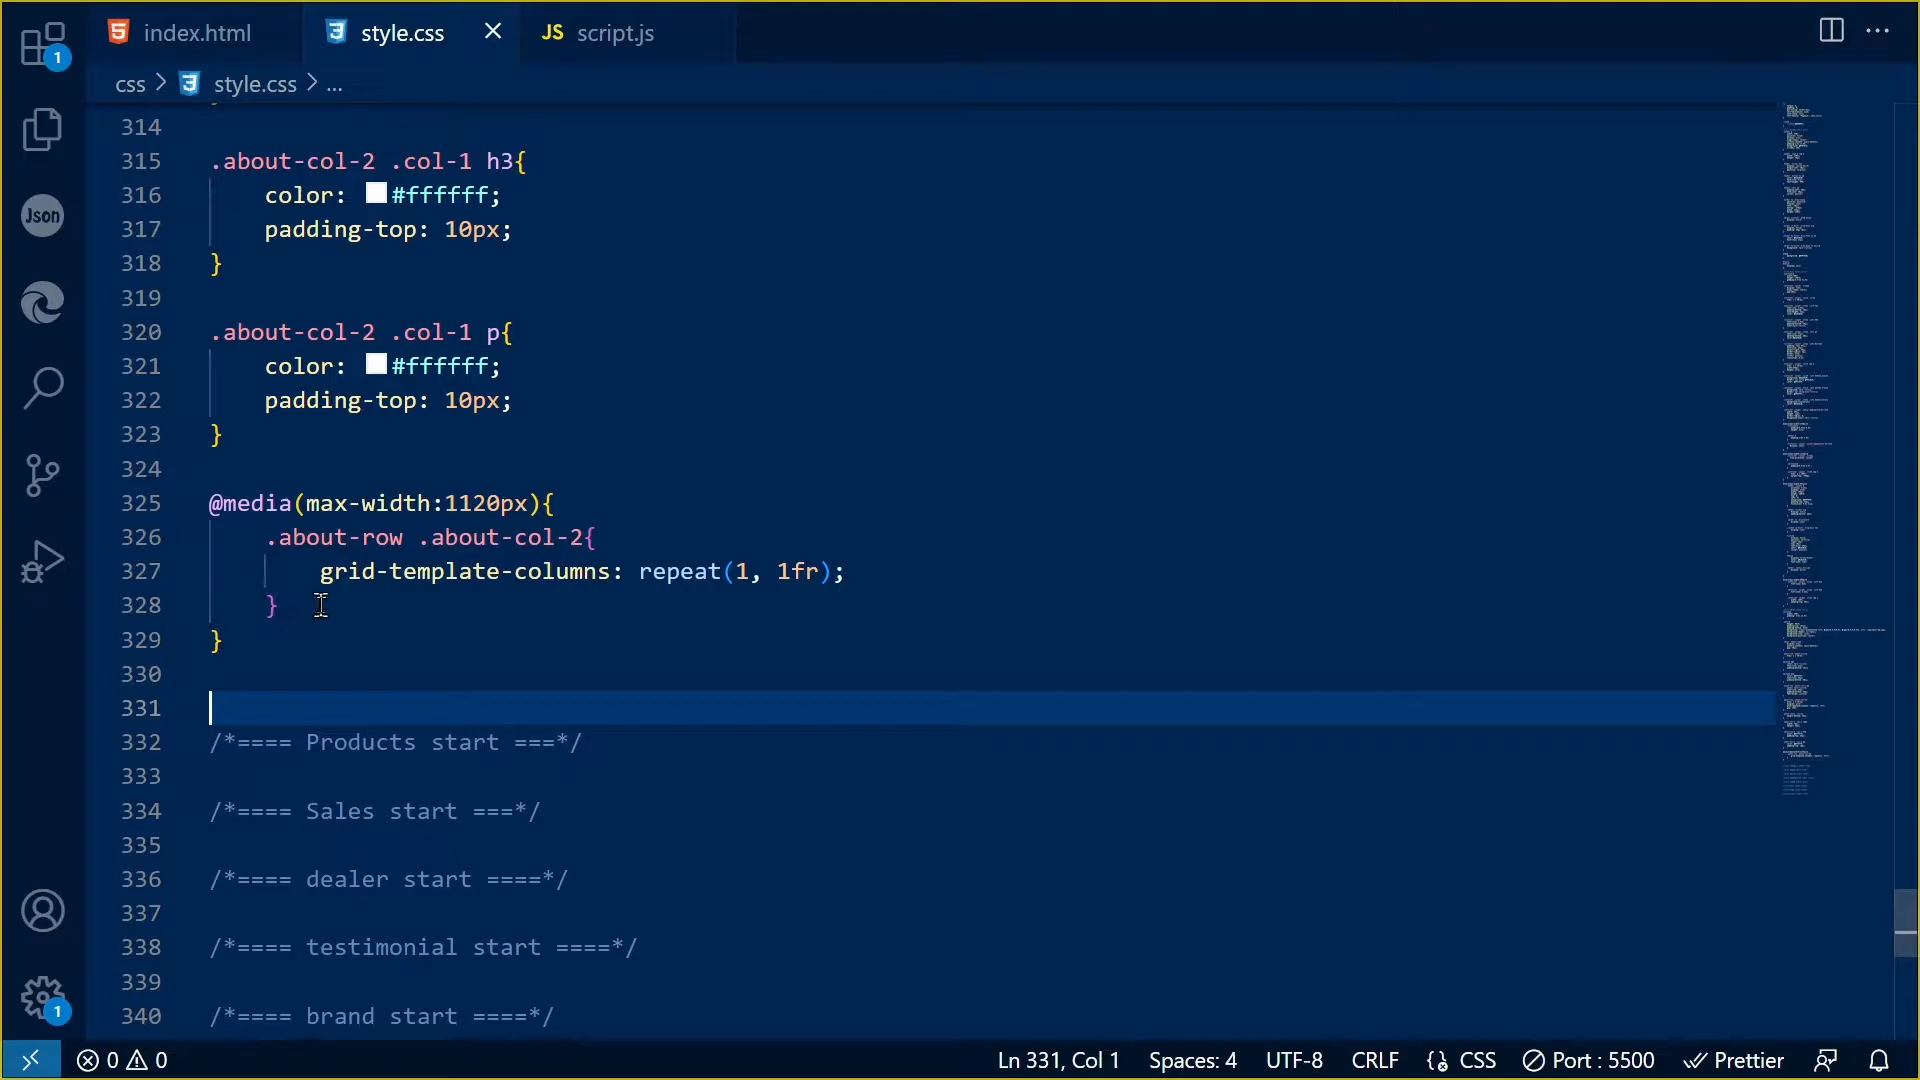 index.html
style.css
JS script.js
css > style.css > ...
314
315 .about-col-2 .col-1 h3{
316 color: #ffffff;
317 padding-top: 10px;
318 }
319
320 .about-col-2 .col-1 p{
321 color: #ffffff;
322 padding-top: 10px;
323 }
324
325 @media(max-width:1120px){
326 .about-row .about-col-2{
327 grid-template-columns: repeat(1, 1fr);
328 }
329 }
330
331
332 /*==== Products start ===*/
333
334 /*==== Sales start ===*/
335
336 /*==== dealer start ====*/
337
338 /*==== testimonial start ====*/
339
340 /*==== brand start ====*/
1
Json
1
0 0
Ln 331, Col 1 Spaces: 4 UTF-8 CRLF CSS Port : 5500 Prettier